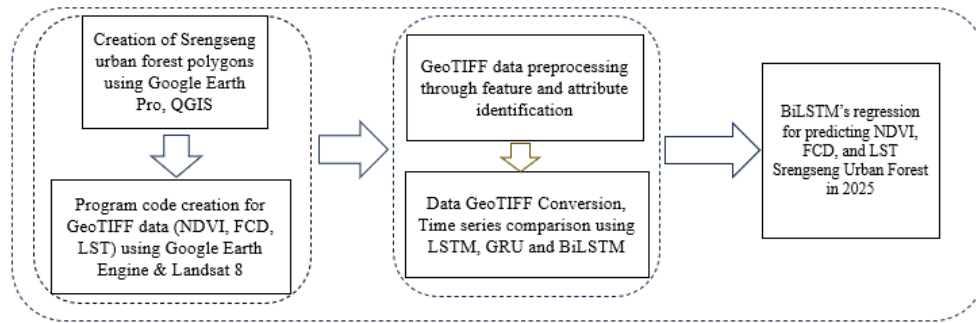 Creation of Srengseng
urban forest polygons
using Google Earth
Pro, QGIS
Program code creation for
GeoTIFF data (NDVI, FCD,
LST) using Google Earth
Engine & Landsat 8
GeoTIFF data preprocessing
through feature and attribute
identification
Data GeoTIFF Conversion,
Time series comparison using
LSTM, GRU and BiLSTM
BiLSTM's regression
for predicting NDVI,
FCD, and LST
Srengseng Urban Forest
in 2025